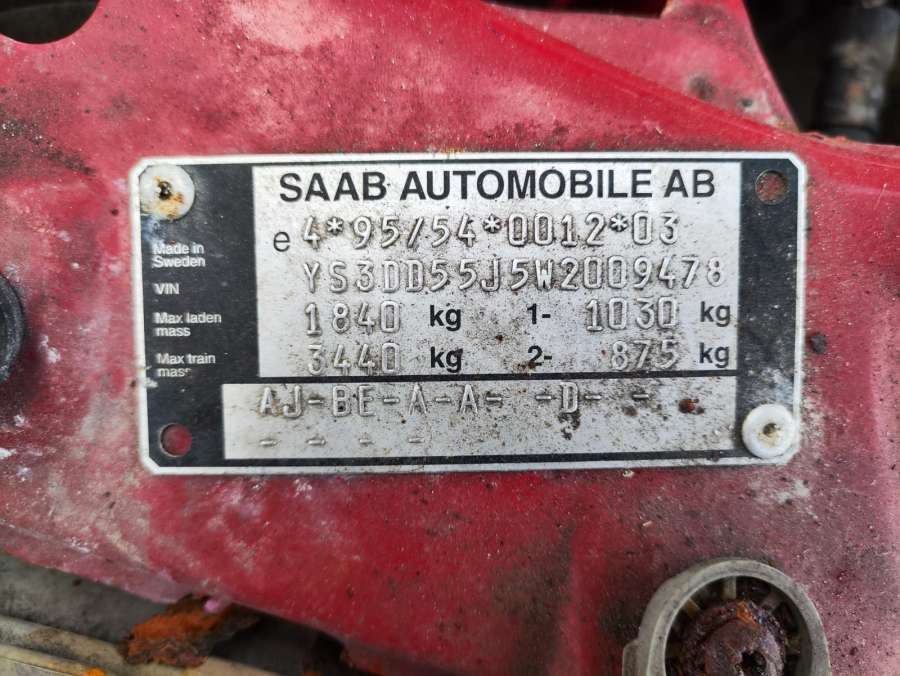 SAAB AUTOMOBILE AB
e 4*95/54*0012*03
Made in
Sweden
VIN YS3DD55J5W2009478
Max laden
mass 1840 kg 1- 1030 kg
Max train
mass 3440 kg 2- 875 kg
AJ-BE-A-A- -D- -
- - - - - - -